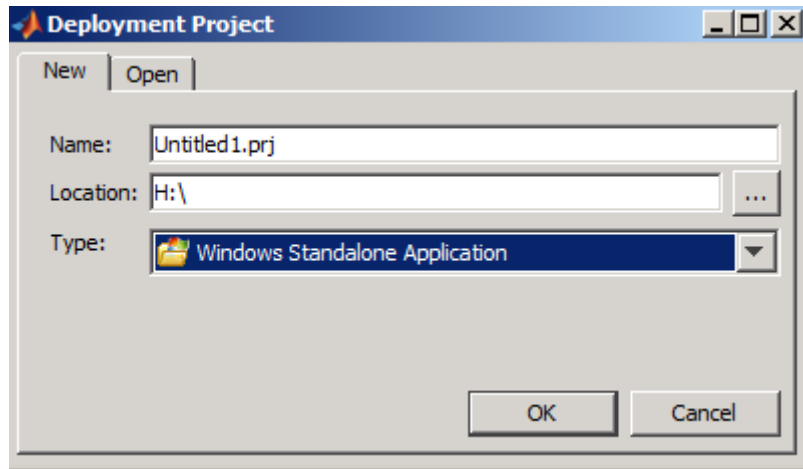 Deployment Project
New Open
Name: Untitled1.prj
Location: H:\ ...
Type: Windows Standalone Application
OK Cancel